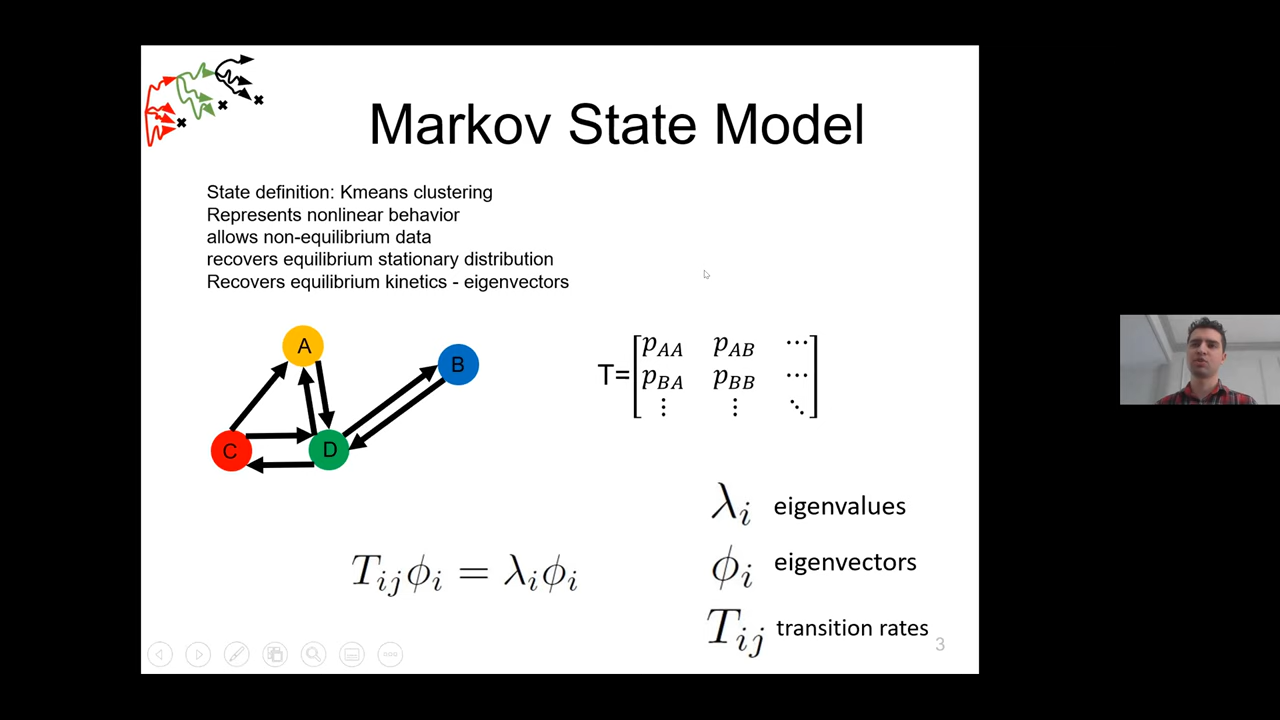 Markov State Model
State definition: Kmeans clustering
Represents nonlinear behavior
allows non-equilibrium data
recovers equilibrium stationary distribution
Recovers equilibrium kinetics - eigenvectors
A
B
C
D
T= [p_AA p_AB ⋯
p_BA p_BB ⋯
⋮ ⋮ ⋱]
λ_i eigenvalues
T_ij ϕ_i = λ_i ϕ_i
ϕ_i eigenvectors
T_ij transition rates
3